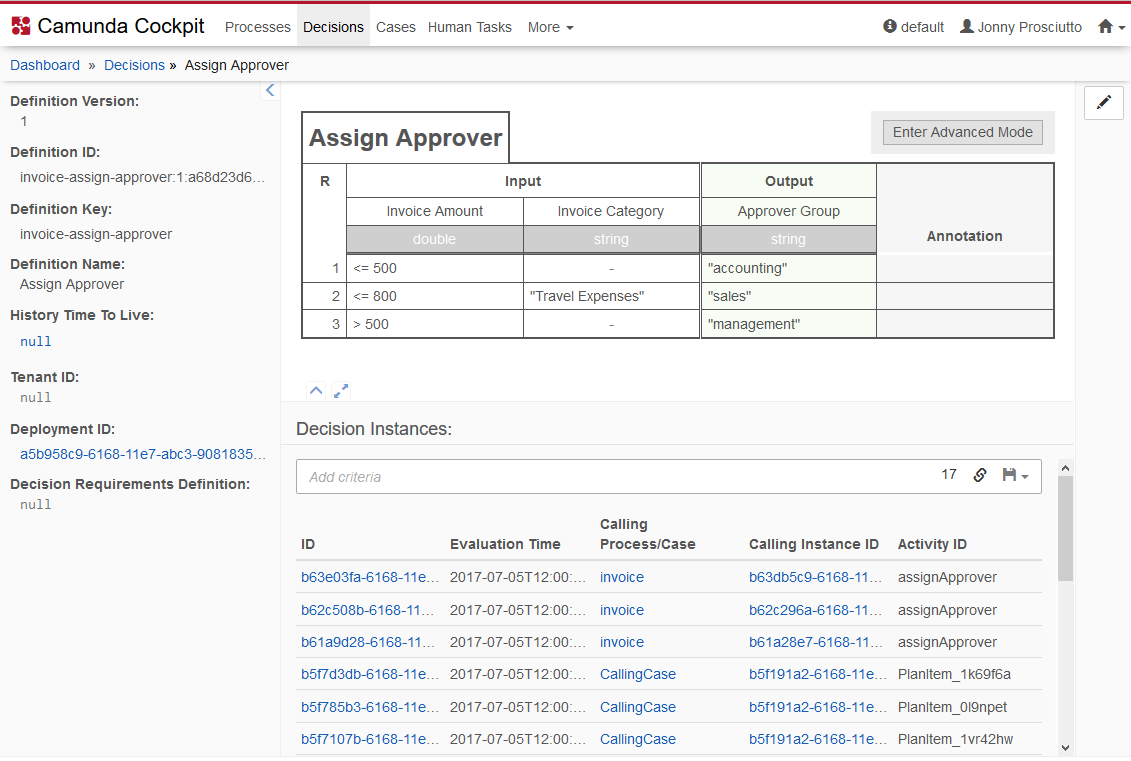 Camunda Cockpit Processes Decisions Cases Human Tasks More default Jonny Prosciutto
Dashboard » Decisions » Assign Approver
Definition Version:
1
Definition ID:
invoice-assign-approver:1:a68d23d6...
Definition Key:
invoice-assign-approver
Definition Name:
Assign Approver
History Time To Live:
null
Tenant ID:
null
Deployment ID:
a5b958c9-6168-11e7-abc3-9081835...
Decision Requirements Definition:
null
Assign Approver
Enter Advanced Mode
R Input Output Annotation
Invoice Amount Invoice Category Approver Group
double string string
1 <= 500 - "accounting"
2 <= 800 "Travel Expenses" "sales"
3 > 500 - "management"
Decision Instances:
Add criteria 17
ID Evaluation Time Calling Process/Case Calling Instance ID Activity ID
b63e03fa-6168-11e... 2017-07-05T12:00:... invoice b63db5c9-6168-11... assignApprover
b62c508b-6168-11... 2017-07-05T12:00:... invoice b62c296a-6168-11... assignApprover
b61a9d28-6168-11... 2017-07-05T12:00:... invoice b61a28e7-6168-11... assignApprover
b5f7d3db-6168-11e... 2017-07-05T12:00:... CallingCase b5f191a2-6168-11e... PlanItem_1k69f6a
b5f785b3-6168-11e... 2017-07-05T12:00:... CallingCase b5f191a2-6168-11e... PlanItem_0l9npet
b5f7107b-6168-11e... 2017-07-05T12:00:... CallingCase b5f191a2-6168-11e... PlanItem_1vr42hw